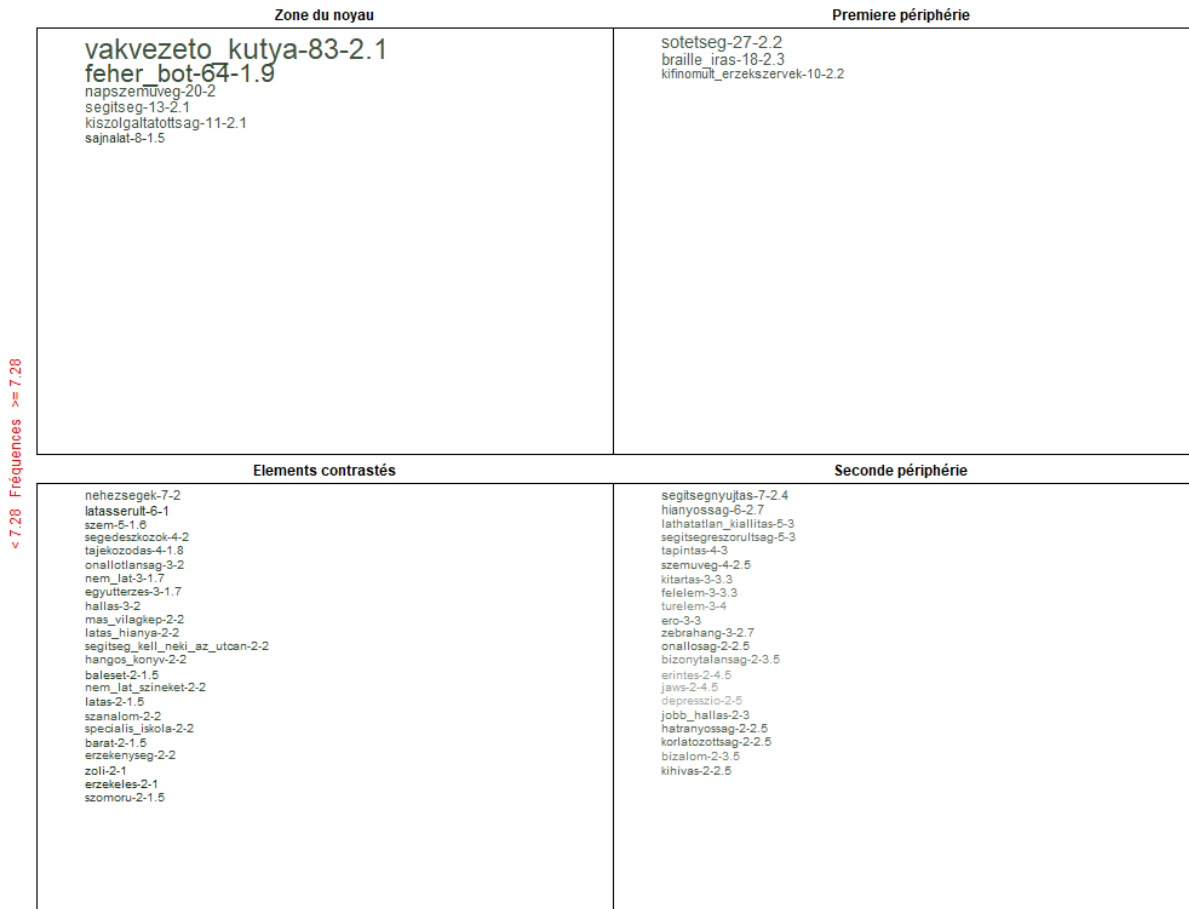 Zone du noyau
vakvezeto_kutya-83-2.1
feher_bot-64-1.9
napszemuveg-20-2
segitseg-13-2.1
kiszolgaltatottsag-11-2.1
sajnalat-8-1.5
Premiere périphérie
sotetseg-27-2.2
braille_iras-18-2.3
kifinomult_erzekszervek-10-2.2
< 7.28 Fréquences >= 7.28
Elements contrastés
nehezsegek-7-2
latasserult-6-1
szem-5-1.6
segedeszkozok-4-2
tajekozodas-4-1.8
onallotlansag-3-2
nem_lat-3-1.7
egyutterzes-3-1.7
hallas-3-2
mas_vilagkep-2-2
latas_hianya-2-2
segitseg_kell_neki_az_utcan-2-2
hangos_konyv-2-2
baleset-2-1.5
nem_lat_szineket-2-2
latas-2-1.5
szanalom-2-2
specialis_iskola-2-2
barat-2-1.5
erzekenyseg-2-2
zoli-2-1
erzekeles-2-1
szomoru-2-1.5
Seconde périphérie
segitsegnyujtas-7-2.4
hianyossag-6-2.7
lathatatlan_kiallitas-5-3
segitsegreszorultsag-5-3
tapintas-4-3
szemuveg-4-2.5
kitartas-3-3.3
felelem-3-3.3
turelem-3-4
ero-3-3
zebrahang-3-2.7
onallosag-2-2.5
bizonytalansag-2-3.5
erintes-2-4.5
jaws-2-4.5
depresszio-2-5
jobb_hallas-2-3
hatranyossag-2-2.5
korlatozottsag-2-2.5
bizalom-2-3.5
kihivas-2-2.5